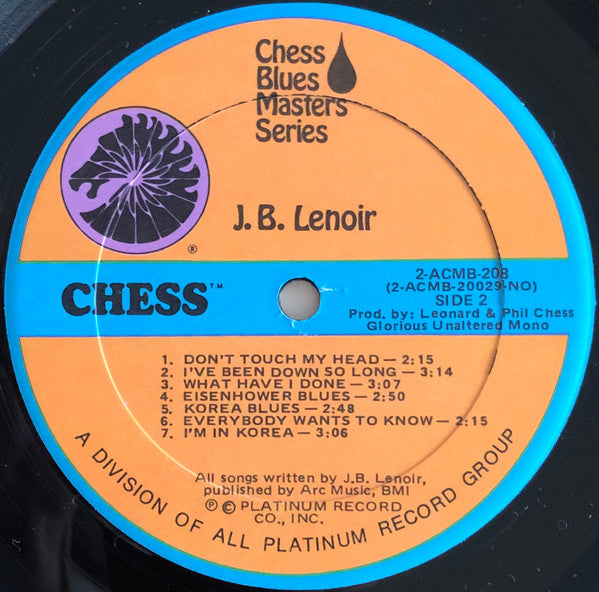 Chess
Blues
Masters
Series
®
J.B. Lenoir
CHESS™
2-ACMB-208
(2-ACMB-20029-NO)
SIDE 2
Prod. by: Leonard & Phil Chess
Glorious Unaltered Mono
1. DON'T TOUCH MY HEAD — 2:15
2. I'VE BEEN DOWN SO LONG — 3:14
3. WHAT HAVE I DONE — 3:07
4. EISENHOWER BLUES — 2:50
5. KOREA BLUES — 2:48
6. EVERYBODY WANTS TO KNOW — 2:15
7. I'M IN KOREA — 3:06
All songs written by J.B. Lenoir,
published by Arc Music, BMI
℗ © PLATINUM RECORD
CO., INC.
A DIVISION OF ALL PLATINUM RECORD GROUP